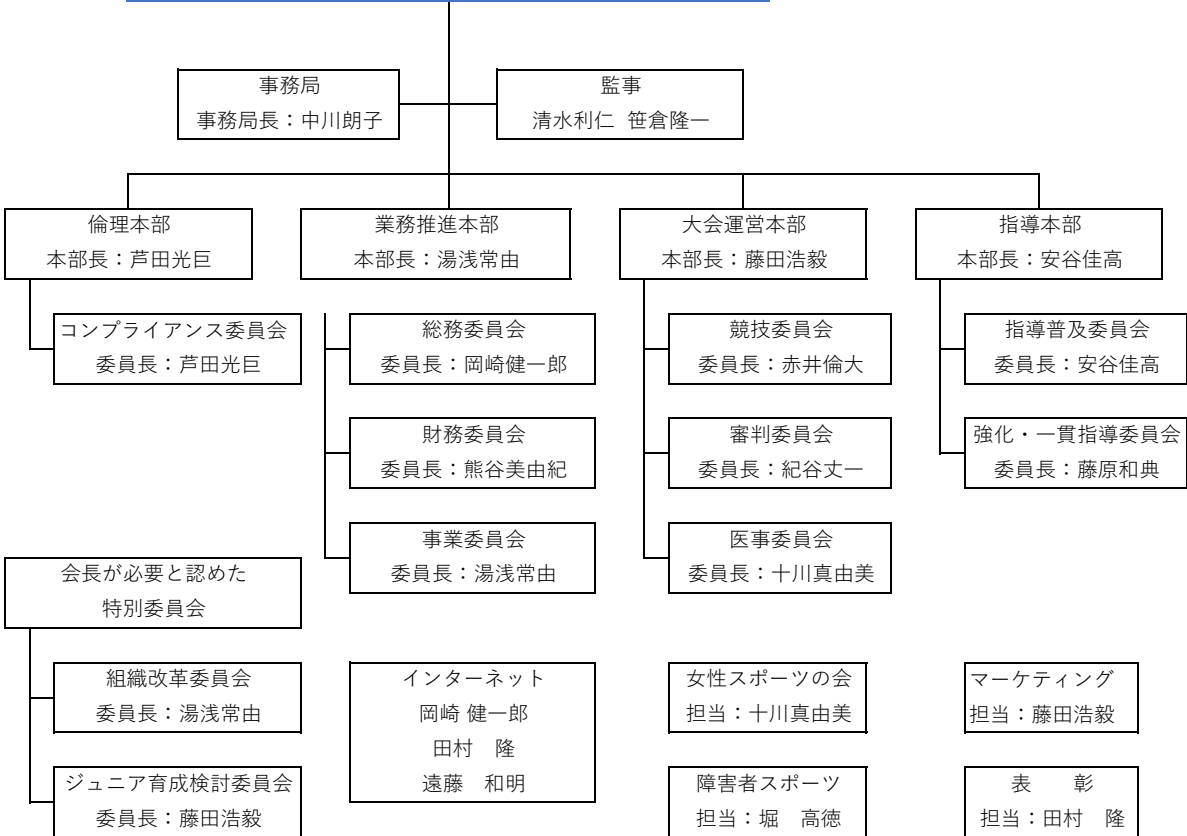 事務局
事務局長：中川朗子
監事
清水利仁 笹倉隆一
倫理本部
本部長：芦田光巨
業務推進本部
本部長：湯浅常由
大会運営本部
本部長：藤田浩毅
指導本部
本部長：安谷佳高
コンプライアンス委員会
委員長：芦田光巨
総務委員会
委員長：岡崎健一郎
競技委員会
委員長：赤井倫大
指導普及委員会
委員長：安谷佳高
財務委員会
委員長：熊谷美由紀
審判委員会
委員長：紀谷丈一
強化・一貫指導委員会
委員長：藤原和典
事業委員会
委員長：湯浅常由
医事委員会
委員長：十川真由美
会長が必要と認めた
特別委員会
組織改革委員会
委員長：湯浅常由
インターネット
岡崎 健一郎
田村　隆
遠藤　和明
女性スポーツの会
担当：十川真由美
マーケティング
担当：藤田浩毅
ジュニア育成検討委員会
委員長：藤田浩毅
障害者スポーツ
担当：堀　高徳
表　　彰
担当：田村　隆